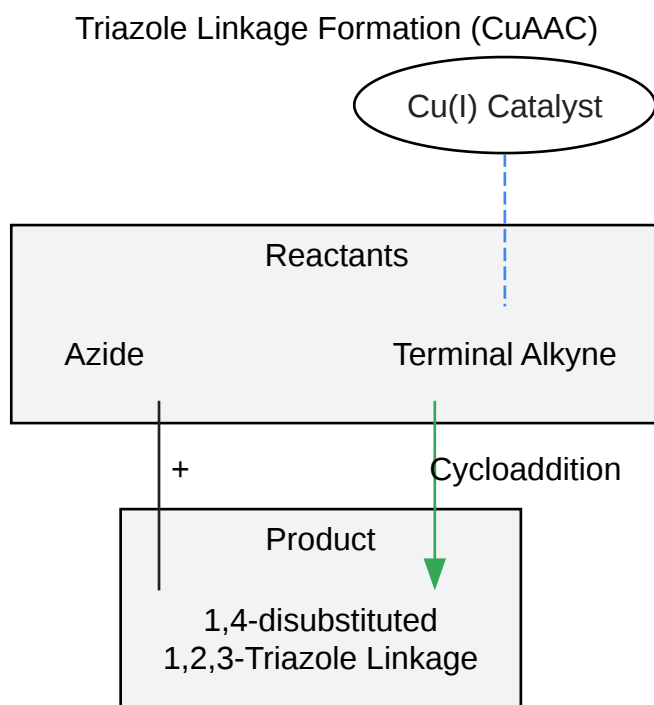 Triazole Linkage Formation (CuAAC)
Cu(I) Catalyst
Reactants
Azide
Terminal Alkyne
+
Cycloaddition
Product
1,4-disubstituted
1,2,3-Triazole Linkage